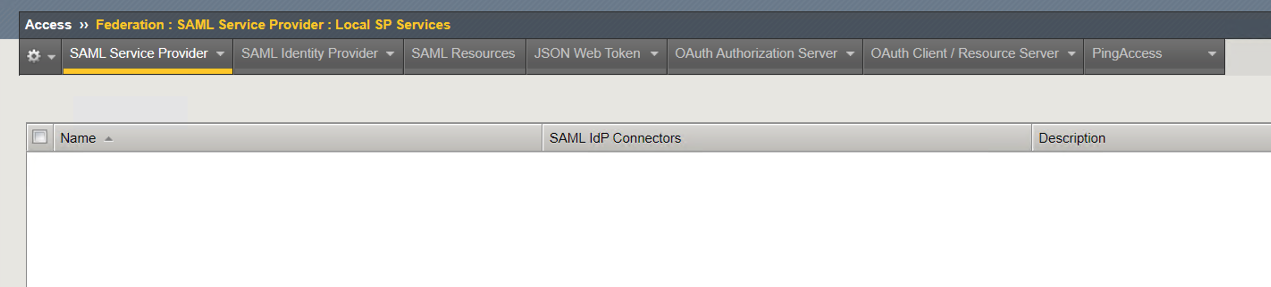 Access ›› Federation : SAML Service Provider : Local SP Services
SAML Service Provider SAML Identity Provider SAML Resources JSON Web Token OAuth Authorization Server OAuth Client / Resource Server PingAccess
Name SAML IdP Connectors Description